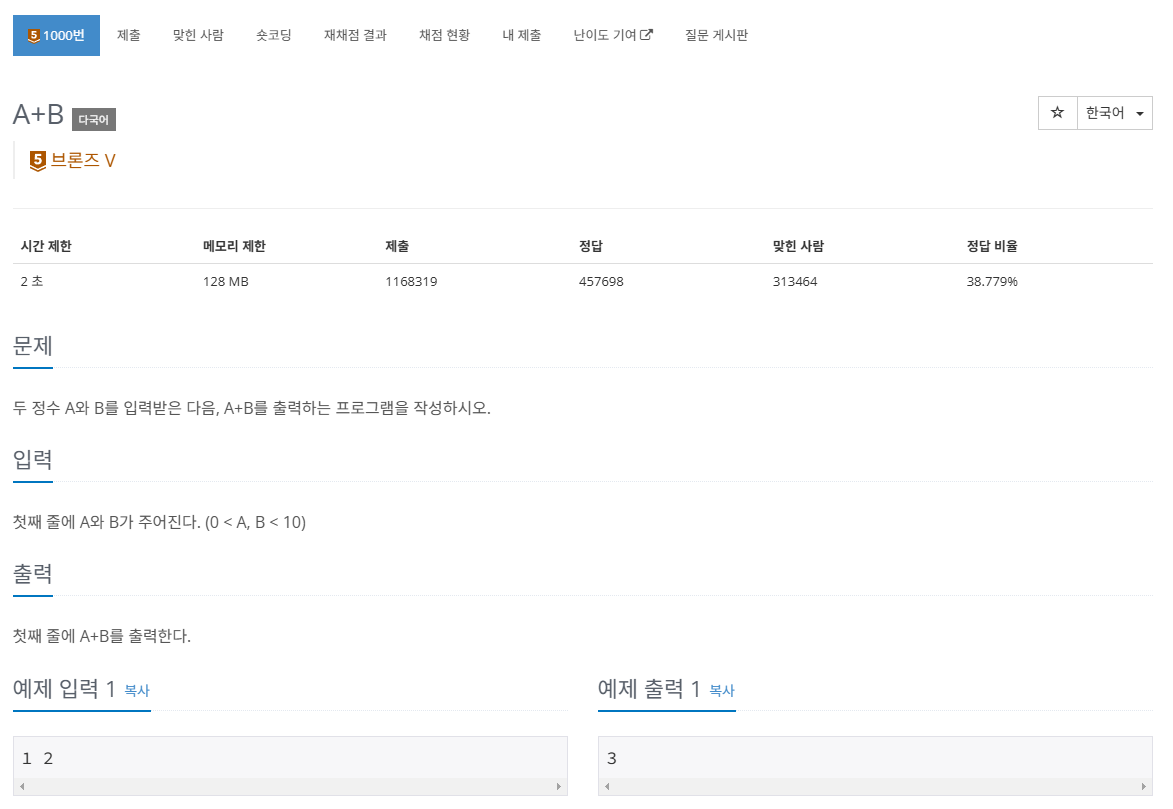 5 1000번 제출 맞힌 사람 숏코딩 재채점 결과 채점 현황 내 제출 난이도 기여 질문 게시판
A+B 다국어 ☆ 한국어
5 브론즈 V
시간 제한 메모리 제한 제출 정답 맞힌 사람 정답 비율
2 초 128 MB 1168319 457698 313464 38.779%
문제
두 정수 A와 B를 입력받은 다음, A+B를 출력하는 프로그램을 작성하시오.
입력
첫째 줄에 A와 B가 주어진다. (0 < A, B < 10)
출력
첫째 줄에 A+B를 출력한다.
예제 입력 1 복사 예제 출력 1 복사
1 2 3